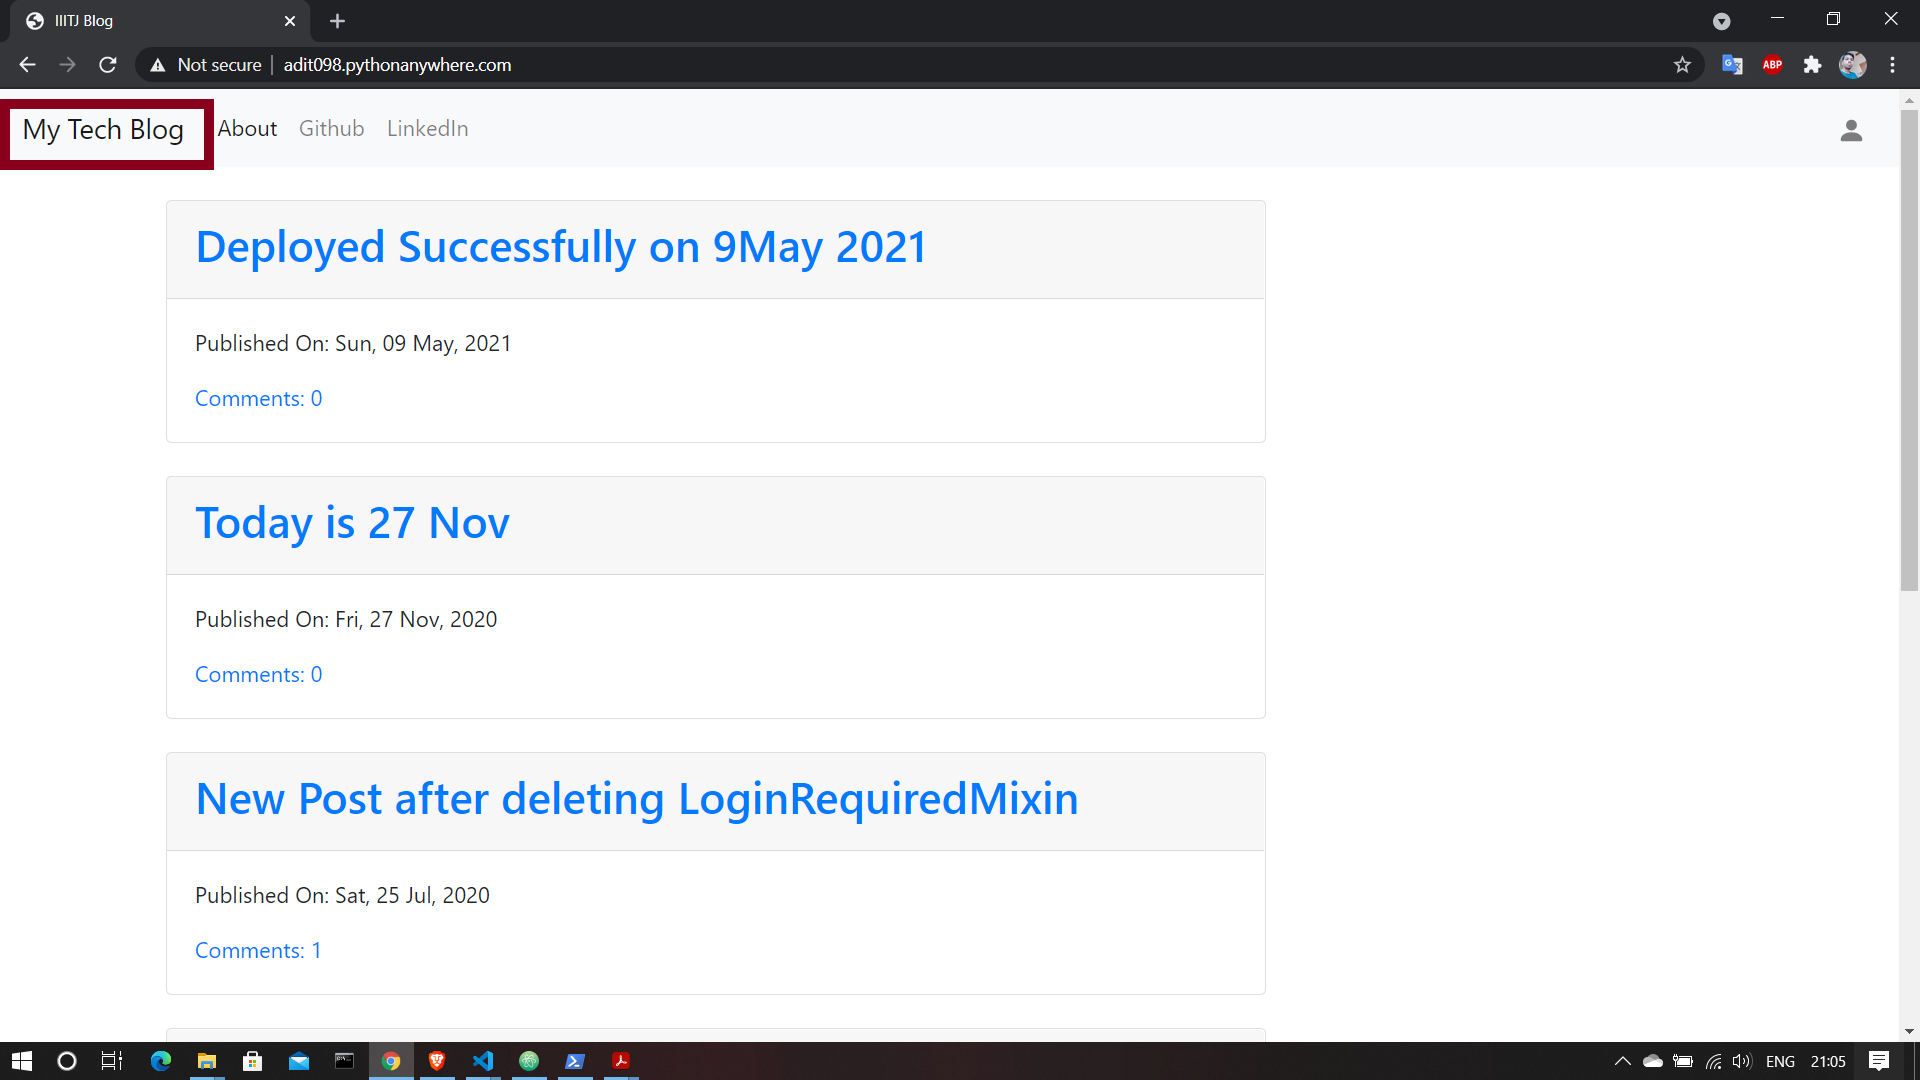 IIITJ Blog
Not secure
adit098.pythonanywhere.com
ABP
My Tech Blog
About
Github
LinkedIn
Deployed Successfully on 9May 2021
Published On: Sun, 09 May, 2021
Comments: 0
Today is 27 Nov
Published On: Fri, 27 Nov, 2020
Comments: 0
New Post after deleting LoginRequiredMixin
Published On: Sat, 25 Jul, 2020
Comments: 1
ENG
21:05